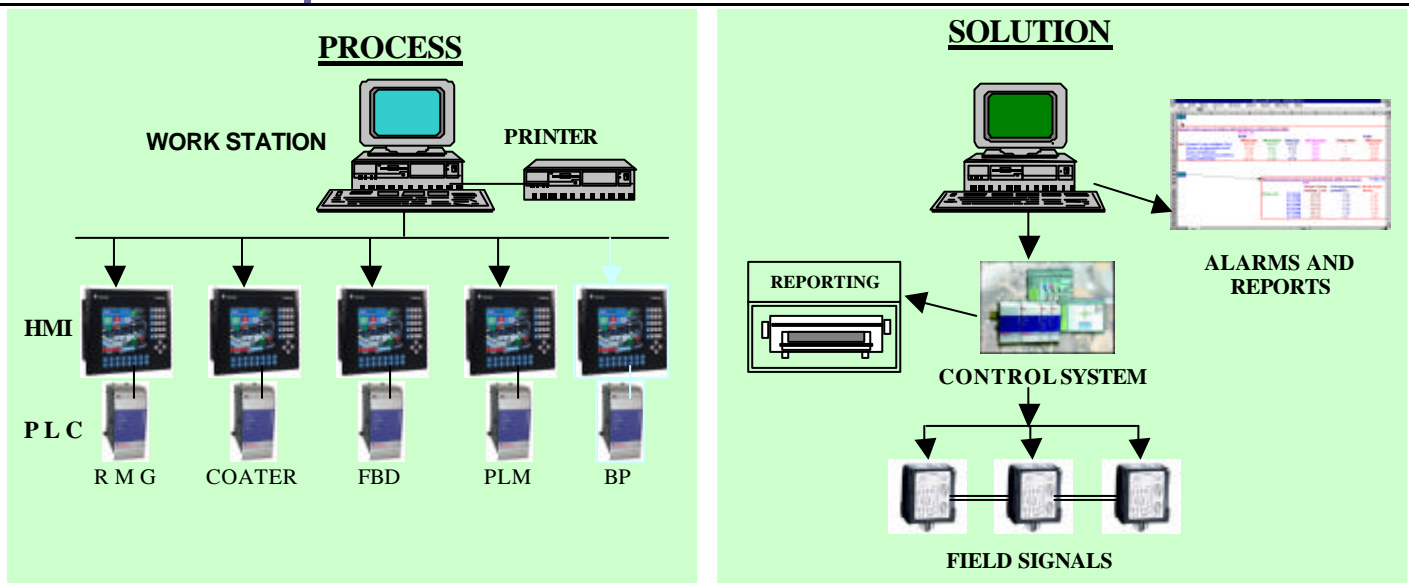 PROCESS
WORK STATION
PRINTER
HMI
P L C
R M G
COATER
FBD
PLM
BP
SOLUTION
ALARMS AND
REPORTS
REPORTING
CONTROL SYSTEM
FIELD SIGNALS